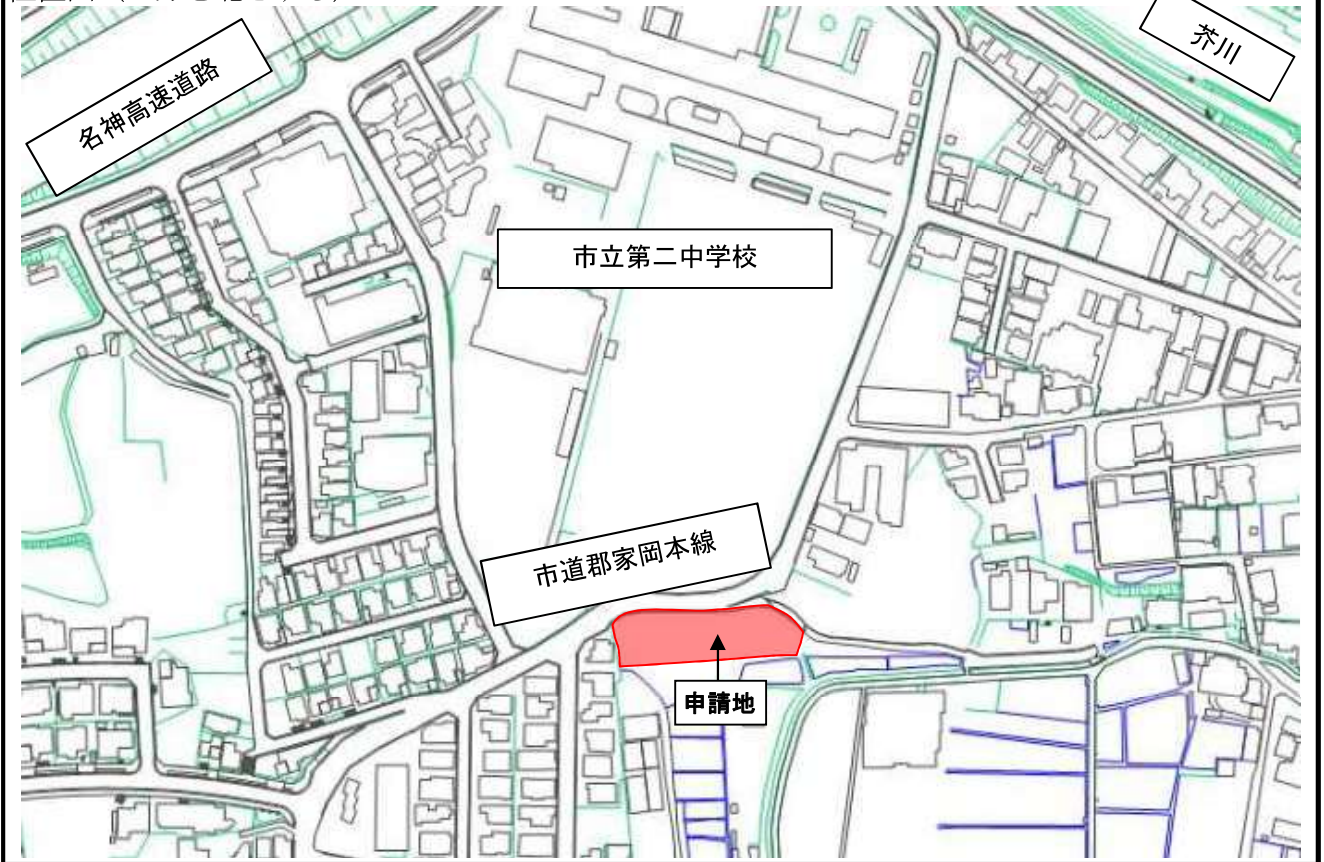 名神高速道路
芥川
市立第二中学校
市道郡家岡本線
申請地